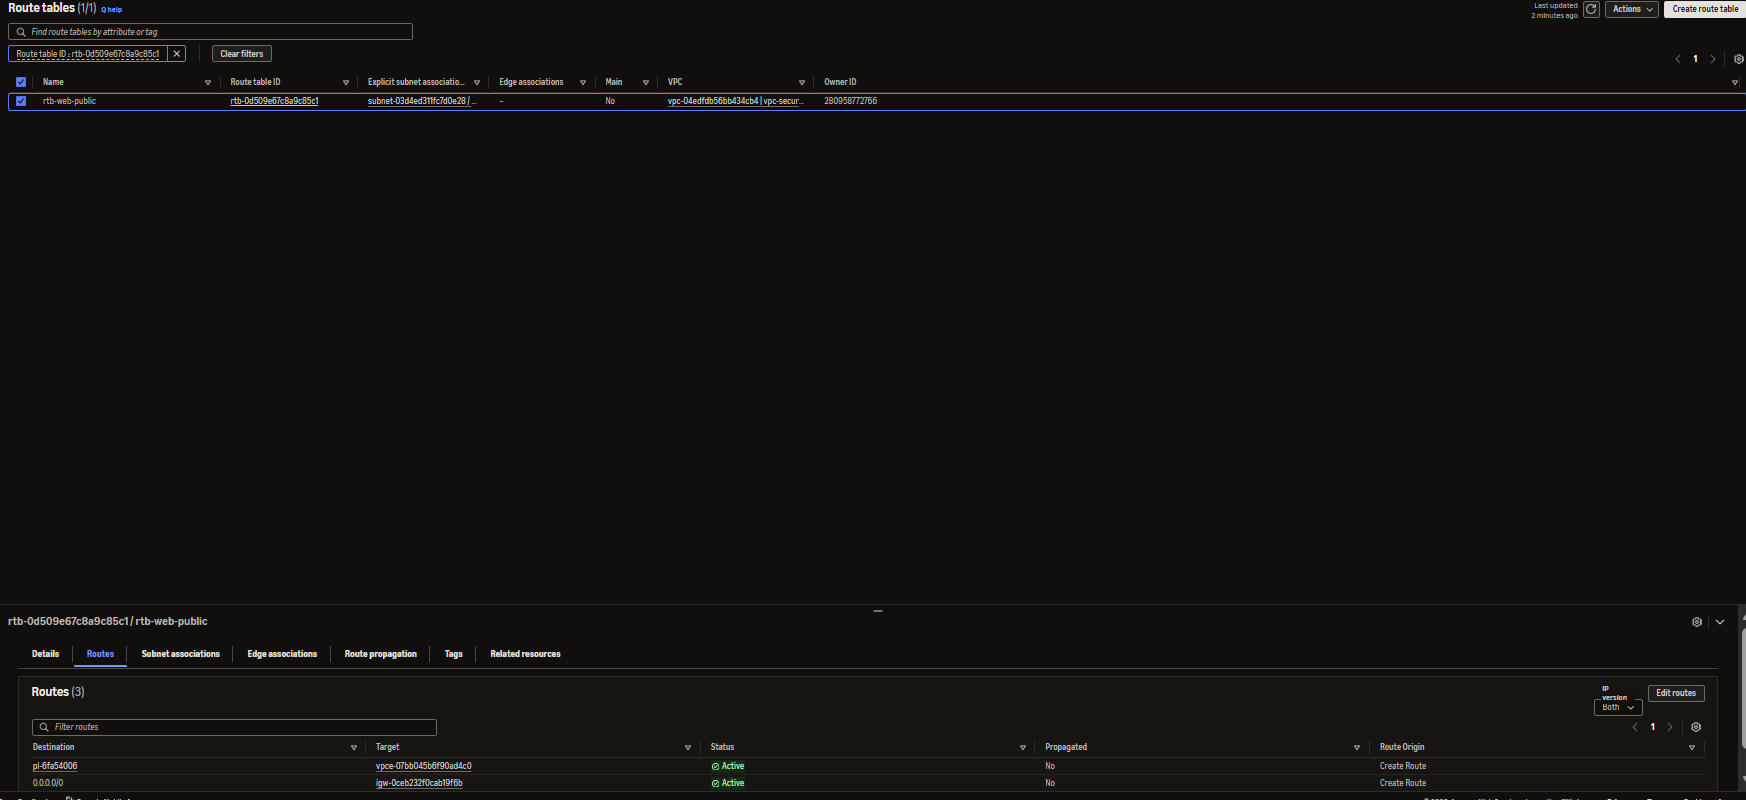 Route tables (1/1) Q help
Last updated
2 minutes ago
Actions
Create route table
Find route tables by attribute or tag
Route table ID : rtb-0d509e67c8a9c85c1
Clear filters
1
Name Route table ID Explicit subnet associatio... Edge associations Main VPC Owner ID
rtb-web-public rtb-0d509e67c8a9c85c1 subnet-03d4ed311fc7d0e28 / ... – No vpc-04edfdb56bb434cb4 | vpc-secur... 280958772766
rtb-0d509e67c8a9c85c1 / rtb-web-public
Details Routes Subnet associations Edge associations Route propagation Tags Related resources
Routes (3)
IP version
Both
Edit routes
Filter routes
1
Destination Target Status Propagated Route Origin
pl-6fa54006 vpce-07bb045b6f90ad4c0 Active No Create Route
0.0.0.0/0 igw-0ceb232f0cab19f6b Active No Create Route